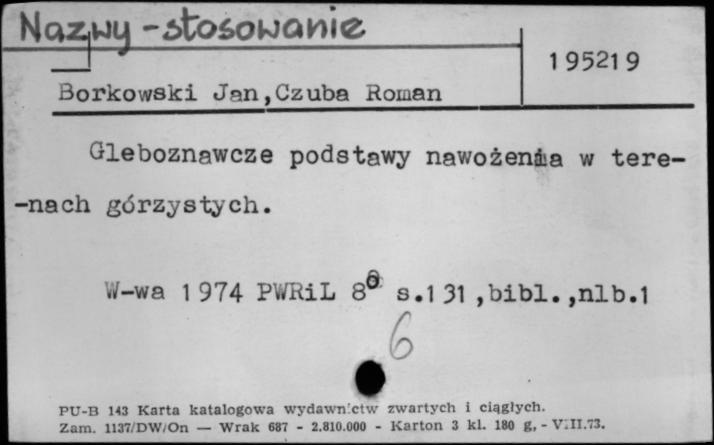 Nazwy - stosowanie
195219
Borkowski Jan,Czuba Roman
Gleboznawcze podstawy nawożenia w tere-
-nach górzystych.
W-wa 1974 PWRiL 8° s.131,bibl.,nlb.1
6
PU-B 143 Karta katalogowa wydawnictw zwartych i ciągłych.
Zam. 1137/DW/On — Wrak 687 - 2.810.000 - Karton 3 kl. 180 g, - VIII.73.